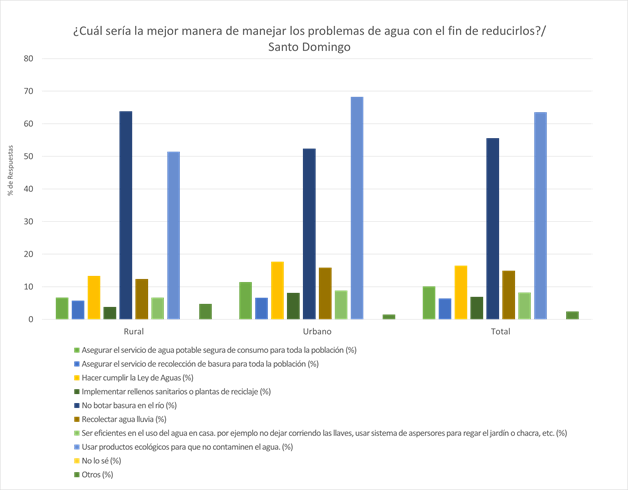 ¿Cuál sería la mejor manera de manejar los problemas de agua con el fin de reducirlos?/
Santo Domingo
80
70
60
50
40
30
20
10
0
% de Respuestas
Rural
Urbano
Total
Asegurar el servicio de agua potable segura de consumo para toda la población (%)
Asegurar el servicio de recolección de basura para toda la población (%)
Hacer cumplir la Ley de Aguas (%)
Implementar rellenos sanitarios o plantas de reciclaje (%)
No botar basura en el río (%)
Recolectar agua lluvia (%)
Ser eficientes en el uso del agua en casa. por ejemplo no dejar corriendo las llaves, usar sistema de aspersores para regar el jardín o chacra, etc. (%)
Usar productos ecológicos para que no contaminen el agua. (%)
No lo sé (%)
Otros (%)